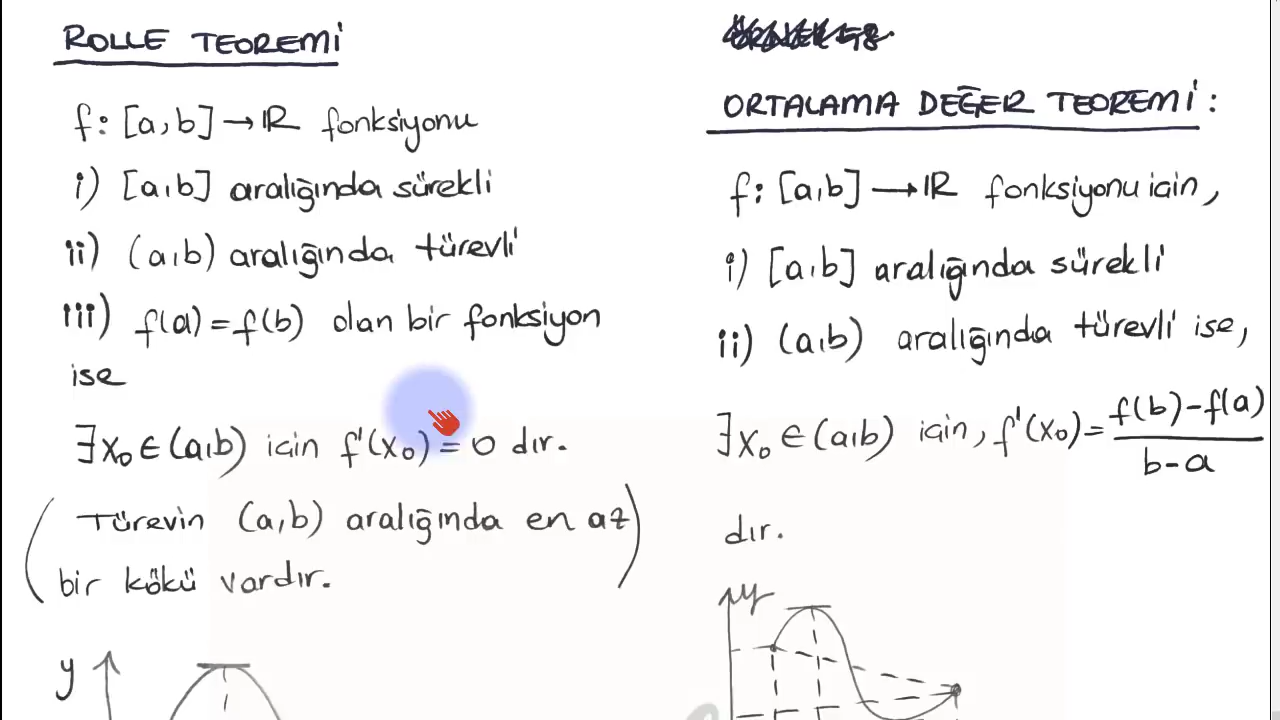 ROLLE TEOREMİ
f: [a,b] → IR fonksiyonu
i) [a,b] aralığında sürekli
ii) (a,b) aralığında türevli
iii) f(a)=f(b) olan bir fonksiyon
ise
∃x₀∈(a,b) için f'(x₀)=0 dır.
(Türevin (a,b) aralığında en az
bir kökü vardır.)
y
ORTALAMA DEĞER TEOREMİ:
f: [a,b] → IR fonksiyonu için,
i) [a,b] aralığında sürekli
ii) (a,b) aralığında türevli ise,
∃x₀∈(a,b) için, f'(x₀)= f(b)-f(a)
b-a
dır.
y